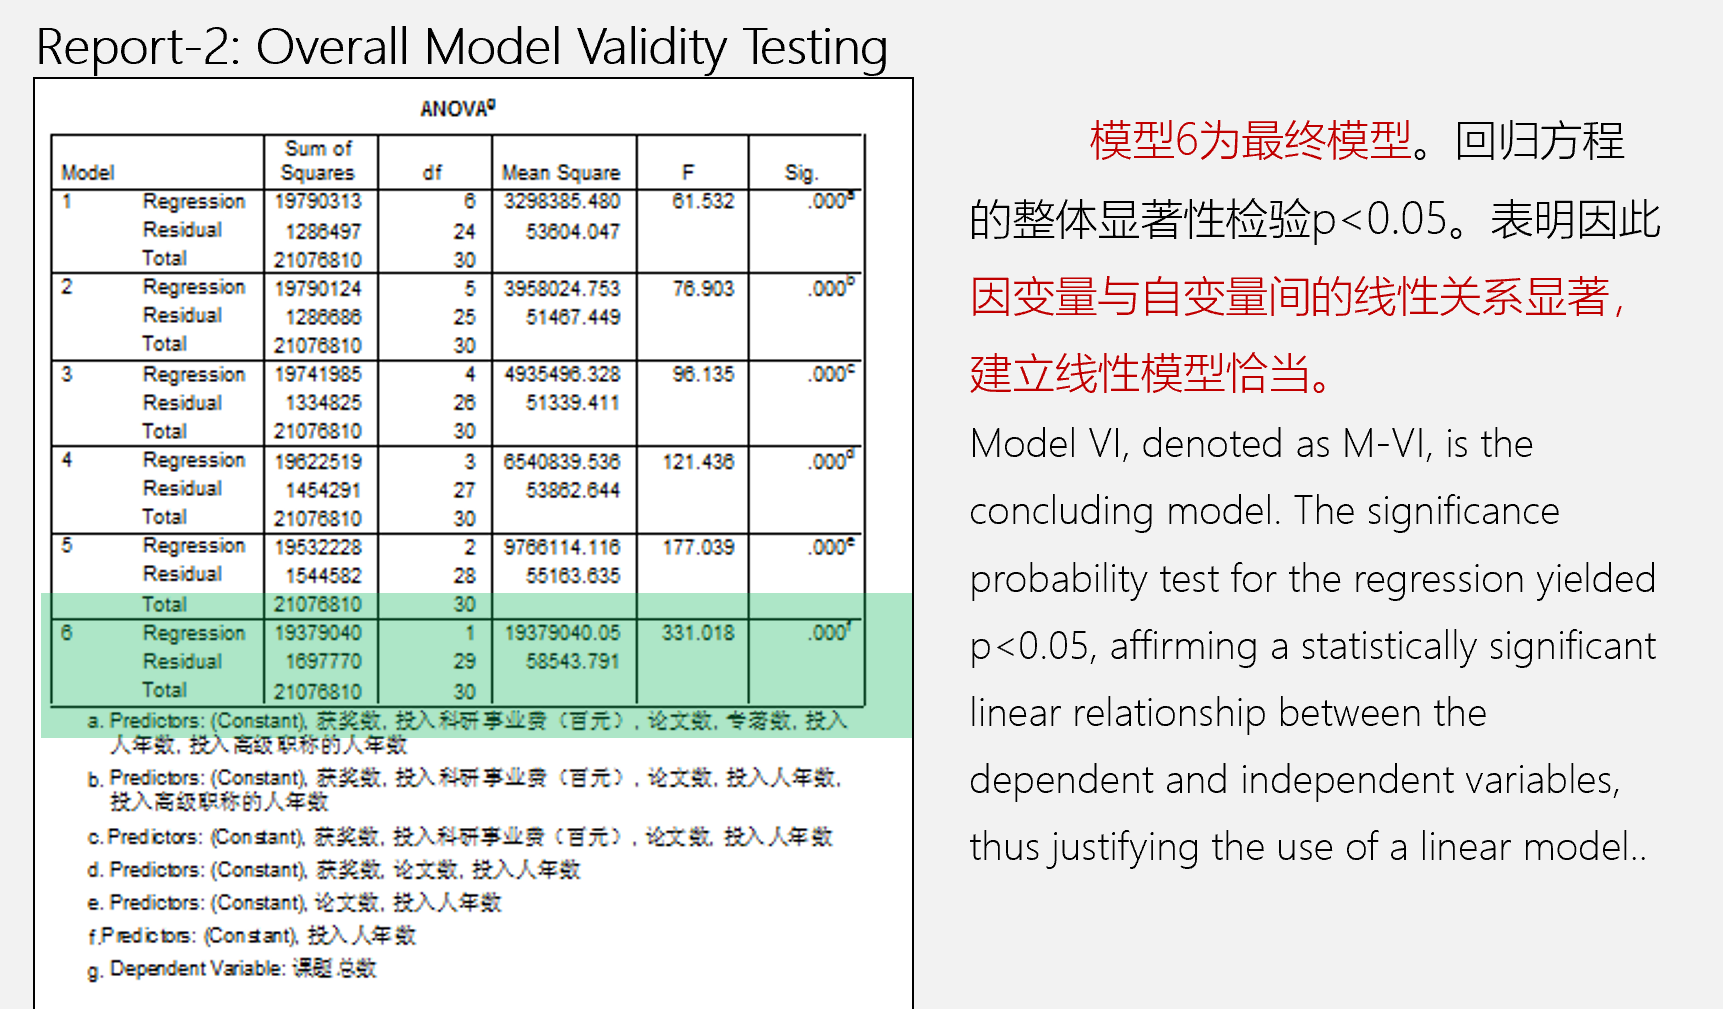 Report-2: Overall Model Validity Testing
ANOVAg
Model Sum of Squares df Mean Square F Sig.
1 Regression 19790313 6 3298385.480 61.532 .000a
Residual 1286497 24 53604.047
Total 21076810 30
2 Regression 19790124 5 3958024.753 76.903 .000b
Residual 1286686 25 51467.449
Total 21076810 30
3 Regression 19741985 4 4935496.328 96.135 .000c
Residual 1334825 26 51339.411
Total 21076810 30
4 Regression 19622519 3 6540839.536 121.436 .000d
Residual 1454291 27 53862.644
Total 21076810 30
5 Regression 19532228 2 9766114.116 177.039 .000e
Residual 1544582 28 55163.635
Total 21076810 30
6 Regression 19379040 1 19379040.05 331.018 .000f
Residual 1697770 29 58543.791
Total 21076810 30
a. Predictors: (Constant), 获奖数, 投入科研事业费（百元）, 论文数, 专著数, 投入
人年数, 投入高级职称的人年数
b. Predictors: (Constant), 获奖数, 投入科研事业费（百元）, 论文数, 投入人年数,
投入高级职称的人年数
c. Predictors: (Constant), 获奖数, 投入科研事业费（百元）, 论文数, 投入人年数
d. Predictors: (Constant), 获奖数, 论文数, 投入人年数
e. Predictors: (Constant), 论文数, 投入人年数
f.Predictors: (Constant), 投入人年数
g. Dependent Variable: 课题总数
模型6为最终模型。回归方程
的整体显著性检验p<0.05。表明因此
因变量与自变量间的线性关系显著，
建立线性模型恰当。
Model VI, denoted as M-VI, is the
concluding model. The significance
probability test for the regression yielded
p<0.05, affirming a statistically significant
linear relationship between the
dependent and independent variables,
thus justifying the use of a linear model..